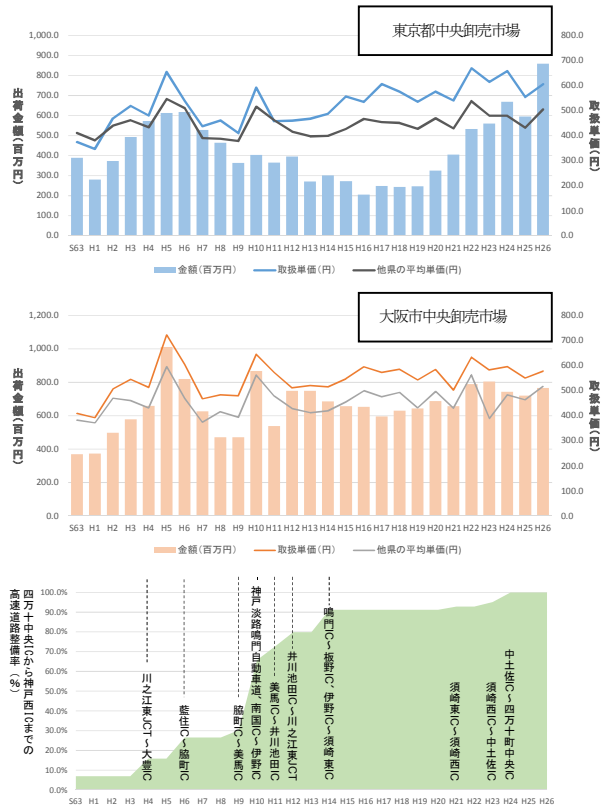 東京都中央卸売市場
出荷金額(百万円)
取扱単価(円)
1,000.0
900.0
800.0
700.0
600.0
500.0
400.0
300.0
200.0
100.0
0.0
800.0
700.0
600.0
500.0
400.0
300.0
200.0
100.0
0.0
S63 H1 H2 H3 H4 H5 H6 H7 H8 H9 H10 H11 H12 H13 H14 H15 H16 H17 H18 H19 H20 H21 H22 H23 H24 H25 H26
金額(百万円) 取扱単価(円) 他県の平均単価(円)
大阪市中央卸売市場
出荷金額(百万円)
取扱単価(円)
1,200.0
1,000.0
800.0
600.0
400.0
200.0
0.0
800.0
700.0
600.0
500.0
400.0
300.0
200.0
100.0
0.0
S63 H1 H2 H3 H4 H5 H6 H7 H8 H9 H10 H11 H12 H13 H14 H15 H16 H17 H18 H19 H20 H21 H22 H23 H24 H25 H26
金額(百万円) 取扱単価(円) 他県の平均単価(円)
四万十中央ICから神戸西ICまでの
高速道路整備率(%)
100.0%
90.0%
80.0%
70.0%
60.0%
50.0%
40.0%
30.0%
20.0%
10.0%
0.0%
川之江東JCT~大豊IC
藍住IC~脇町IC
脇町IC~美馬IC
神戸淡路鳴門自動車道、南国IC~伊野IC
美馬IC~井川池田IC
井川池田IC~川之江東JCT
鳴門IC~板野IC、伊野IC~須崎東IC
須崎東IC~須崎西IC
須崎西IC~中土佐IC
中土佐IC~四万十町中央IC
S63 H1 H2 H3 H4 H5 H6 H7 H8 H9 H10 H11 H12 H13 H14 H15 H16 H17 H18 H19 H20 H21 H22 H23 H24 H25 H26